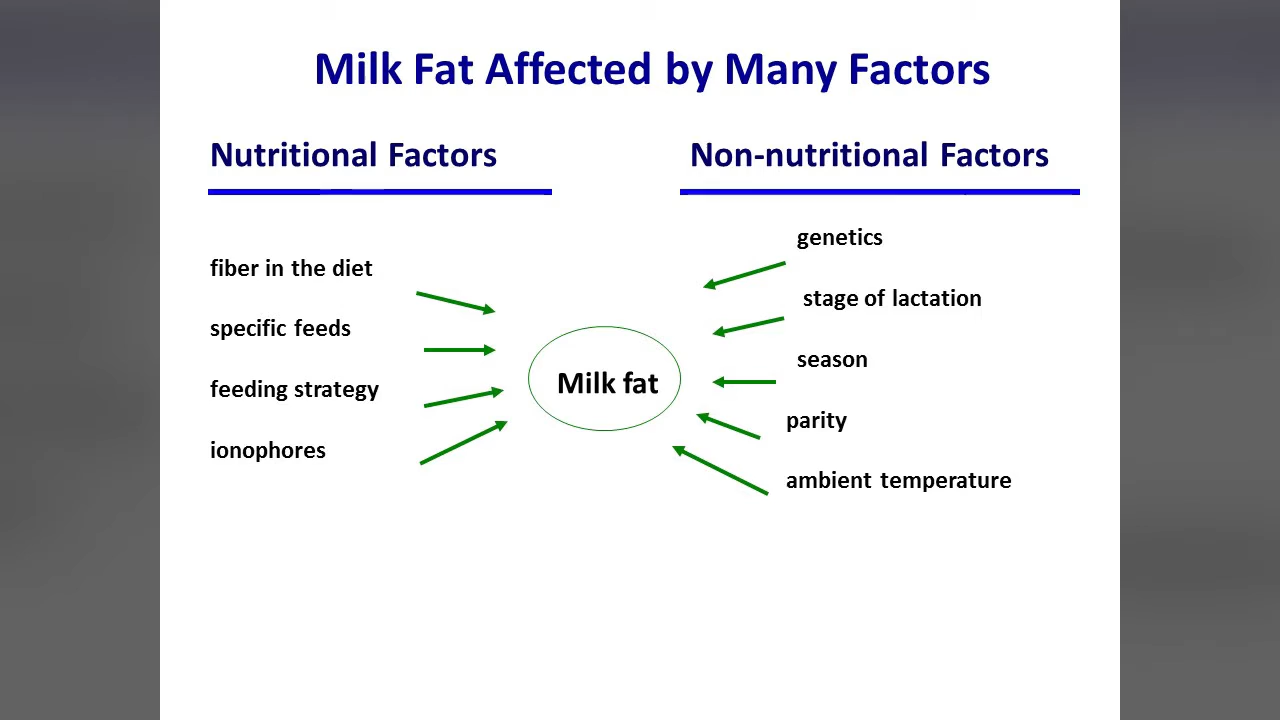 Milk Fat Affected by Many Factors
Nutritional Factors
fiber in the diet
specific feeds
feeding strategy
ionophores
Milk fat
Non-nutritional Factors
genetics
stage of lactation
season
parity
ambient temperature